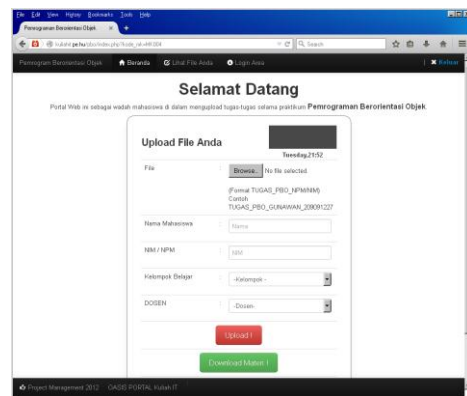 File Edit View History Bookmarks Tools Help
Pemrograman Berorientasi Objek
Search
Pemrogram Berorientasi Objek Beranda Lihat File Anda Login Area Keluar
Selamat Datang
Portal Web ini sebagai wadah mahasiswa di dalam mengupload tugas-tugas selama praktikum Pemrograman Berorientasi Objek
Upload File Anda
Tuesday,21:52
File : Browse.. No file selected.
(Format TUGAS_PBO_NPM/NIM)
Contoh
TUGAS_PBO_GUNAWAN_209091227
Nama Mahasiswa : Nama
NIM / NPM : NIM
Kelompok Belajar : -Kelompok -
DOSEN : -Dosen-
Upload !
Download Materi !
Project Management 2012 OASIS PORTAL Kuliah IT